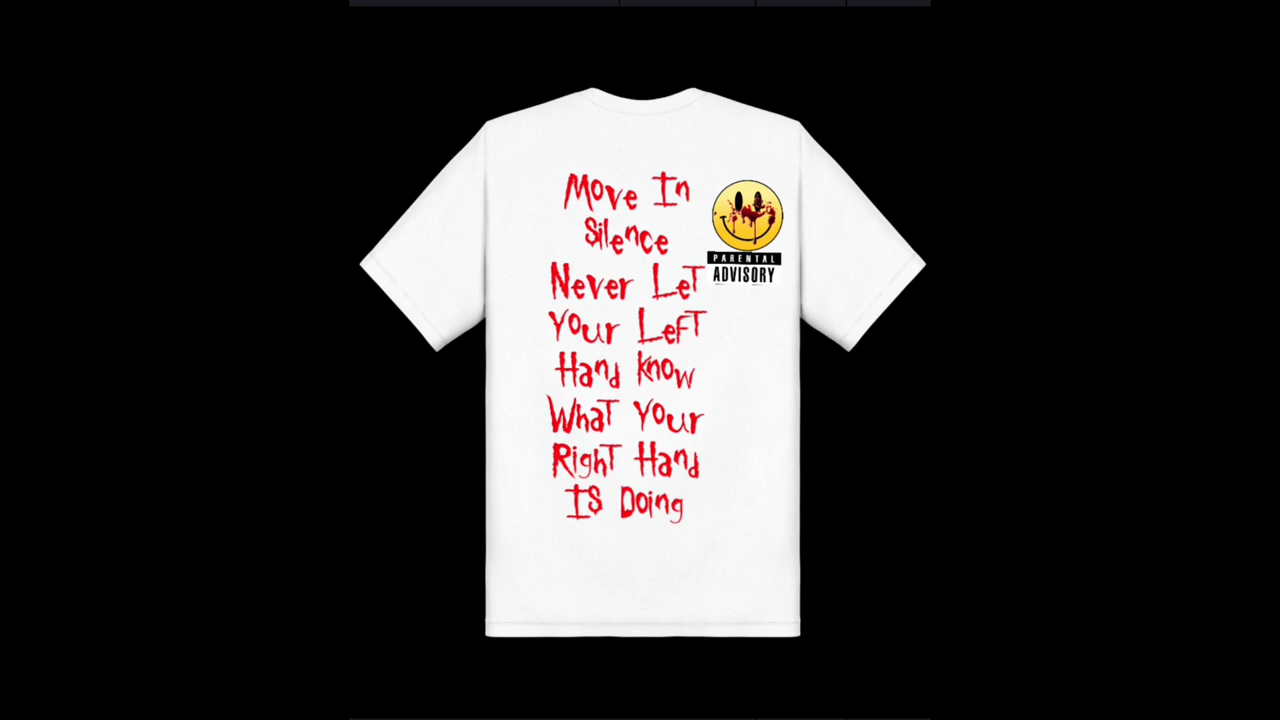 Move In
Silence
Never LeT
Your LefT
Hand know
WhaT Your
RighT Hand
IS Doing
PARENTAL
ADVISORY